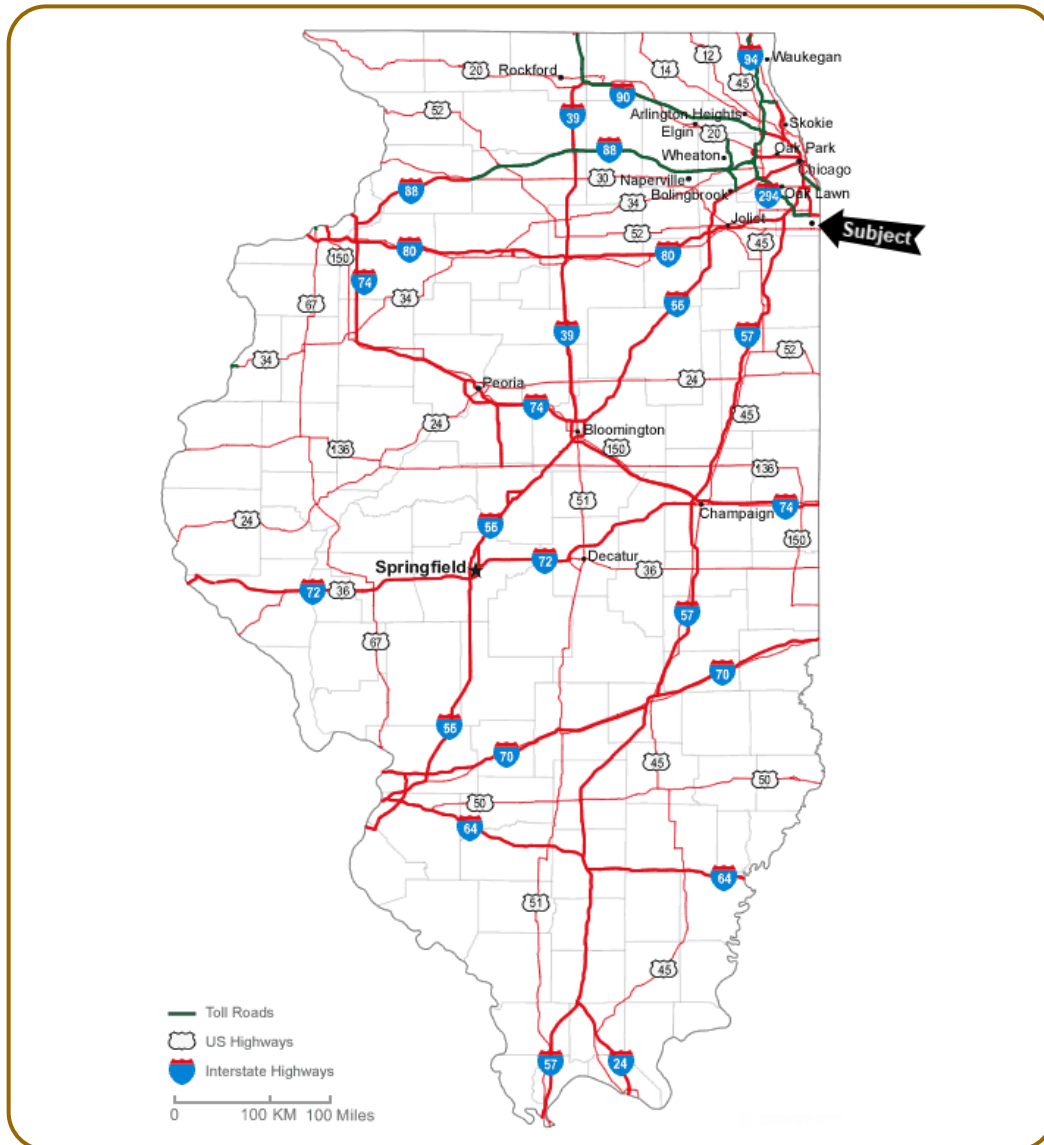 94
Waukegan
12
14
45
20
Rockford
90
39
52
Arlington Heights
Skokie
Elgin
20
88
Oak Park
Wheaton
Chicago
30
Naperville
88
Bolingbrook
294
Oak Lawn
34
Joliet
Subject
52
45
80
80
150
74
34
67
55
39
57
52
34
24
Peoria
45
74
24
Bloomington
150
136
136
51
74
Champaign
24
55
150
Decatur
72
Springfield
36
72
36
57
67
70
55
70
45
50
50
64
64
51
45
Toll Roads
US Highways
57
24
Interstate Highways
0
100 KM
100 Miles